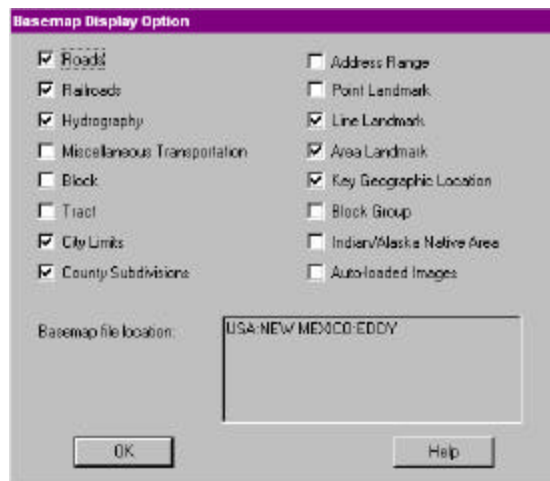 Basemap Display Option
Roads
Railroads
Hydrography
Miscellaneous Transportation
Block
Tract
City Limits
County Subdivisions
Address Range
Point Landmark
Line Landmark
Area Landmark
Key Geographic Location
Block Group
Indian/Alaska Native Area
Auto-loaded Images
Basemap file location:
USA:NEW MEXICO:EDDY
OK
Help